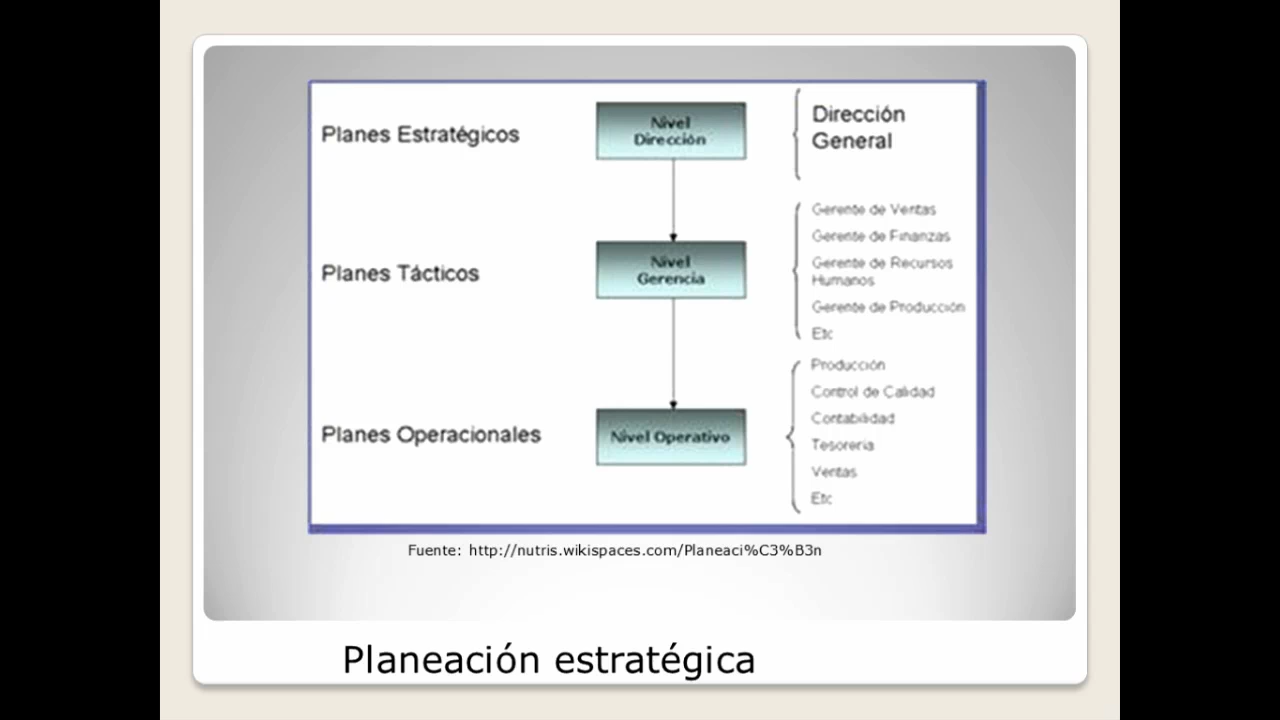 Planes Estratégicos
Nivel
Dirección
Dirección
General
Planes Tácticos
Nivel
Gerencia
Gerente de Ventas
Gerente de Finanzas
Gerente de Recursos
Humanos
Gerente de Producción
Etc
Planes Operacionales
Nivel Operativo
Producción
Control de Calidad
Contabilidad
Tesoreria
Ventas
Etc
Fuente: http://nutris.wikispaces.com/Planeaci%C3%B3n
Planeación estratégica